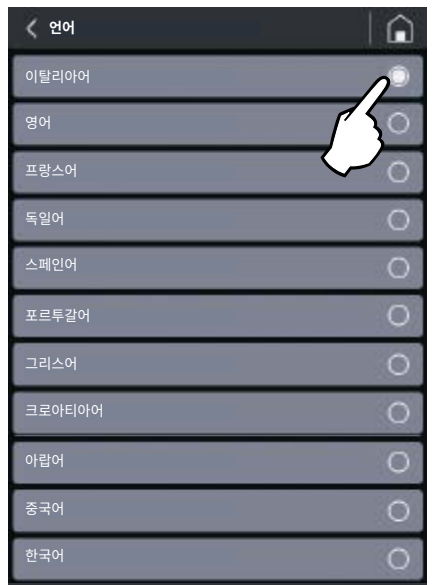 언어
이탈리아어
영어
프랑스어
독일어
스페인어
포르투갈어
그리스어
크로아티아어
아랍어
중국어
한국어